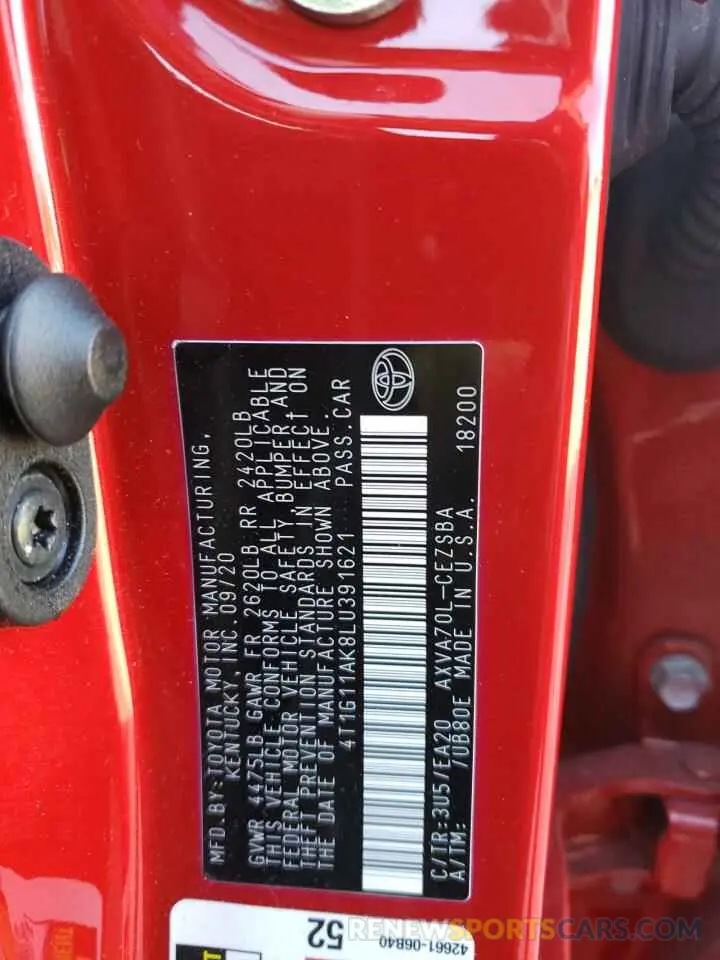 MFD.BY:TOYOTA MOTOR MANUFACTURING,
KENTUCKY, INC. 09/20
GVWR 4475LB GAWR FR 2620LB RR 2420LB
THIS VEHICLE CONFORMS TO ALL APPLICABLE
FEDERAL MOTOR VEHICLE SAFETY, BUMPER, AND
THEFT PREVENTION STANDARDS IN EFFECT ON
THE DATE OF MANUFACTURE SHOWN ABOVE.
4T1G11AK8LU391621 PASS.CAR
C/TR:3U5/EA20 AXVA70L-CEZSBA
A/TM: /UB80E MADE IN U.S.A. 18200
52
42661-06B40
RENEWSPORTSCARS.COM